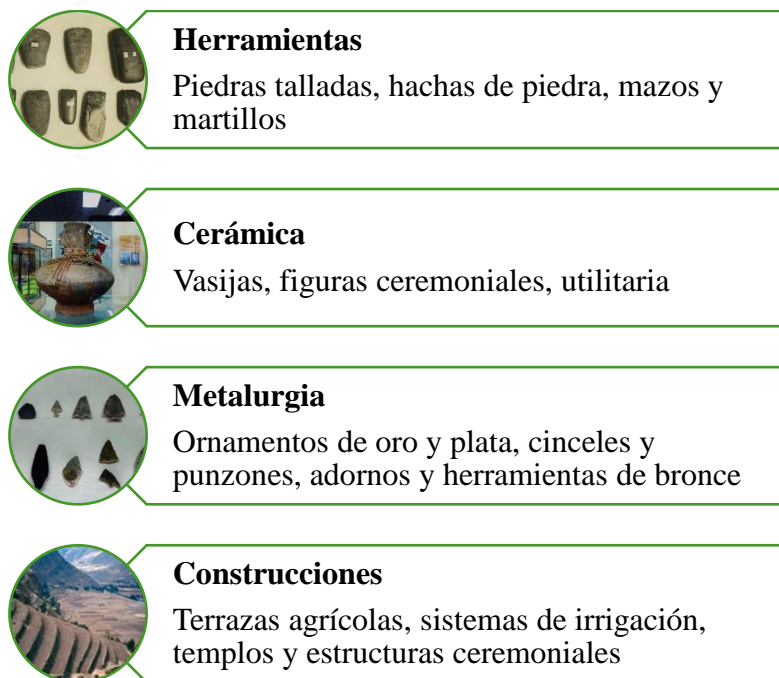 Herramientas
Piedras talladas, hachas de piedra, mazos y
martillos
Cerámica
Vasijas, figuras ceremoniales, utilitaria
Metalurgia
Ornamentos de oro y plata, cinceles y
punzones, adornos y herramientas de bronce
Construcciones
Terrazas agrícolas, sistemas de irrigación,
templos y estructuras ceremoniales